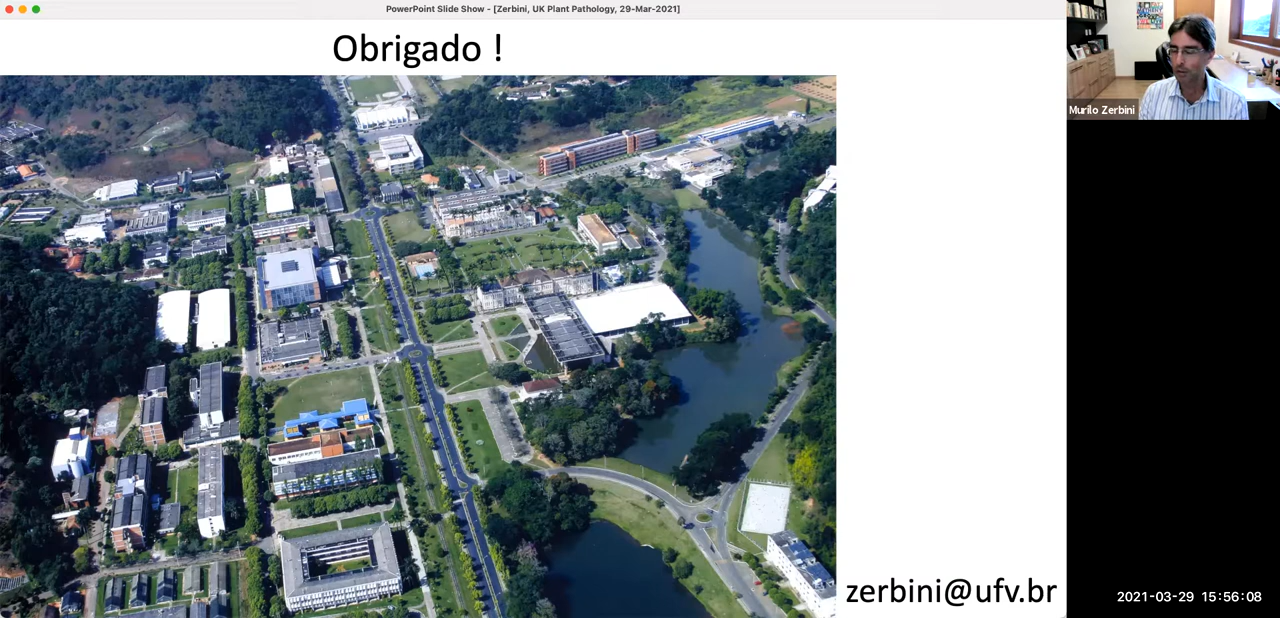 PowerPoint Slide Show - [Zerbini, UK Plant Pathology, 29-Mar-2021]
Obrigado !
Murilo Zerbini
zerbini@ufv.br
2021-03-29 15:56:08